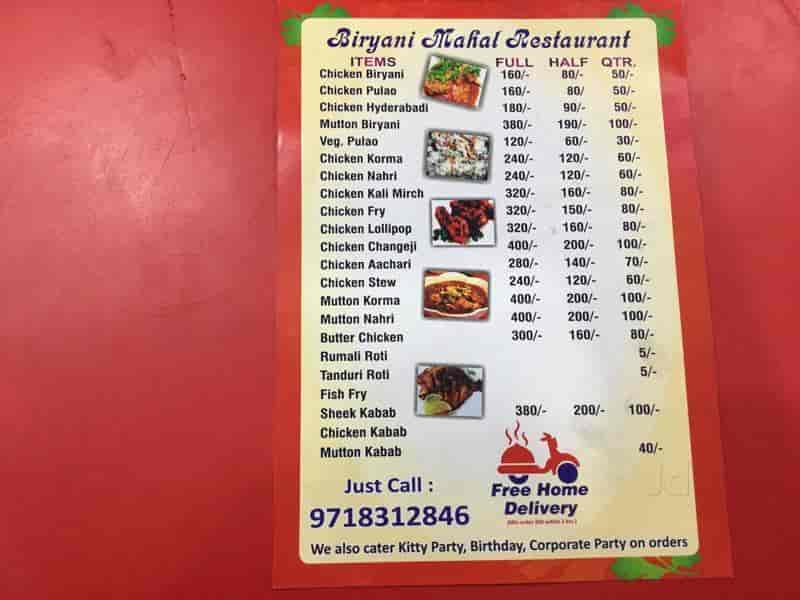 Biryani Mahal Restaurant
ITEMS FULL HALF QTR.
Chicken Biryani 160/- 80/- 50/-
Chicken Pulao 160/- 80/ 50/-
Chicken Hyderabadi 180/- 90/- 50/-
Mutton Biryani 380/- 190/- 100/-
Veg. Pulao 120/- 60/- 30/-
Chicken Korma 240/- 120/- 60/-
Chicken Nahri 240/- 120/- 60/-
Chicken Kali Mirch 320/- 160/- 80/-
Chicken Fry 320/- 150/- 80/-
Chicken Lollipop 320/- 160/- 80/-
Chicken Changeji 400/- 200/- 100/-
Chicken Aachari 280/- 140/- 70/-
Chicken Stew 240/- 120/- 60/-
Mutton Korma 400/- 200/- 100/-
Mutton Nahri 400/- 200/- 100/-
Butter Chicken 300/- 160/- 80/-
Rumali Roti 5/-
Tanduri Roti 5/-
Fish Fry
Sheek Kabab 380/- 200/- 100/-
Chicken Kabab
Mutton Kabab 40/-
Just Call :
9718312846
Free Home
Delivery
We also cater Kitty Party, Birthday, Corporate Party on orders
Jd